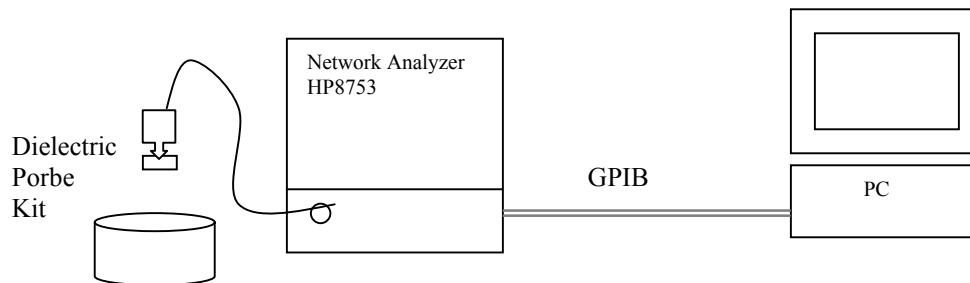 Network Analyzer
HP8753
Dielectric
Porbe
Kit
GPIB
PC